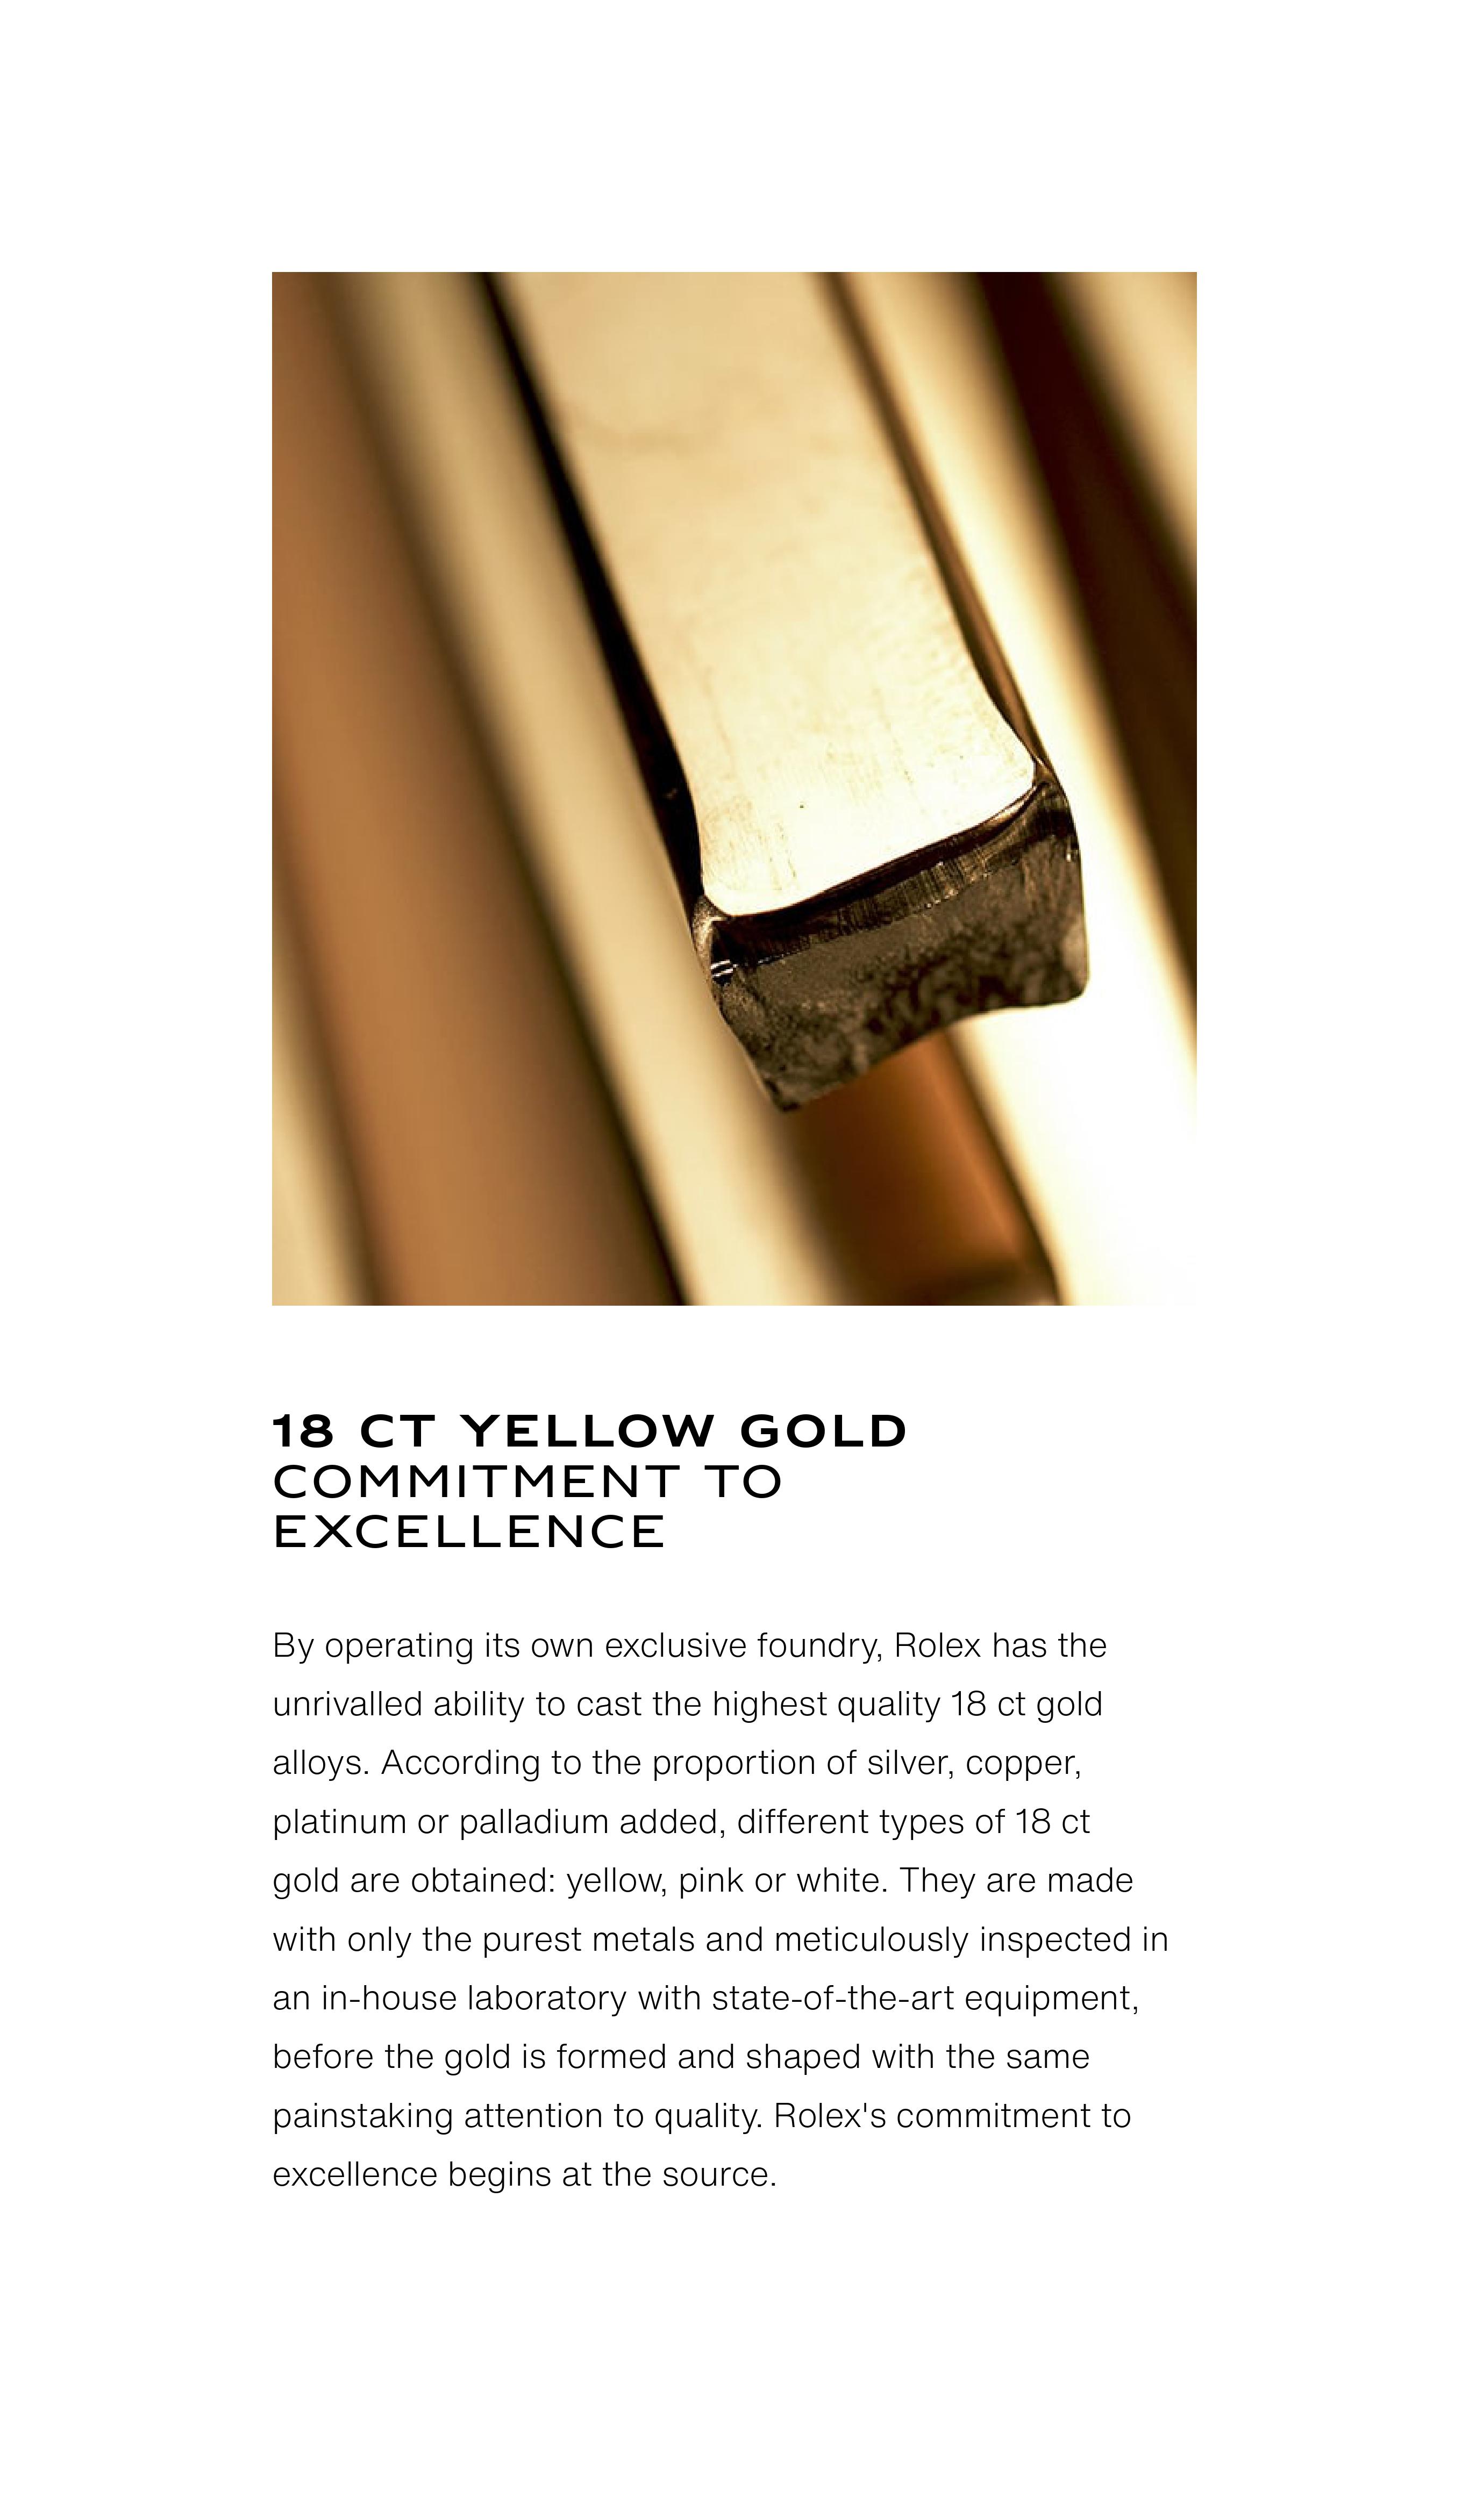 18 CT YELLOW GOLD
COMMITMENT TO
EXCELLENCE
By operating its own exclusive foundry, Rolex has the
unrivalled ability to cast the highest quality 18 ct gold
alloys. According to the proportion of silver, copper,
platinum or palladium added, different types of 18 ct
gold are obtained: yellow, pink or white. They are made
with only the purest metals and meticulously inspected in
an in-house laboratory with state-of-the-art equipment,
before the gold is formed and shaped with the same
painstaking attention to quality. Rolex's commitment to
excellence begins at the source.